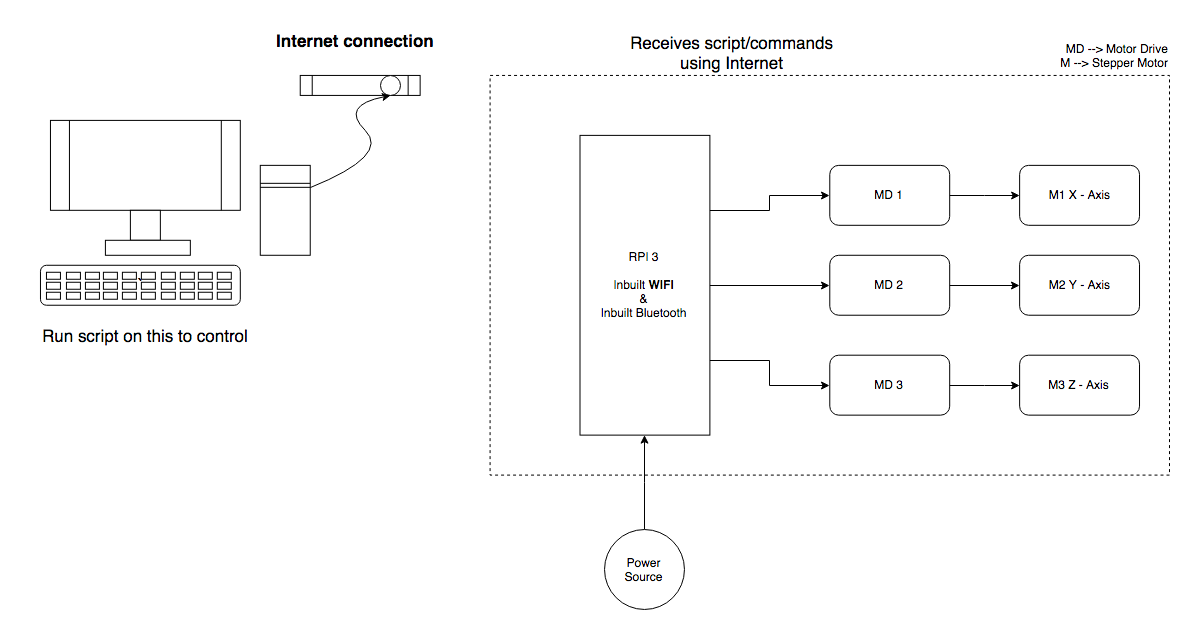 Internet connection
Receives script/commands
using Internet
MD --> Motor Drive
M --> Stepper Motor
Run script on this to control
RPI 3
Inbuilt WIFI
&
Inbuilt Bluetooth
MD 1
M1 X - Axis
MD 2
M2 Y - Axis
MD 3
M3 Z - Axis
Power
Source